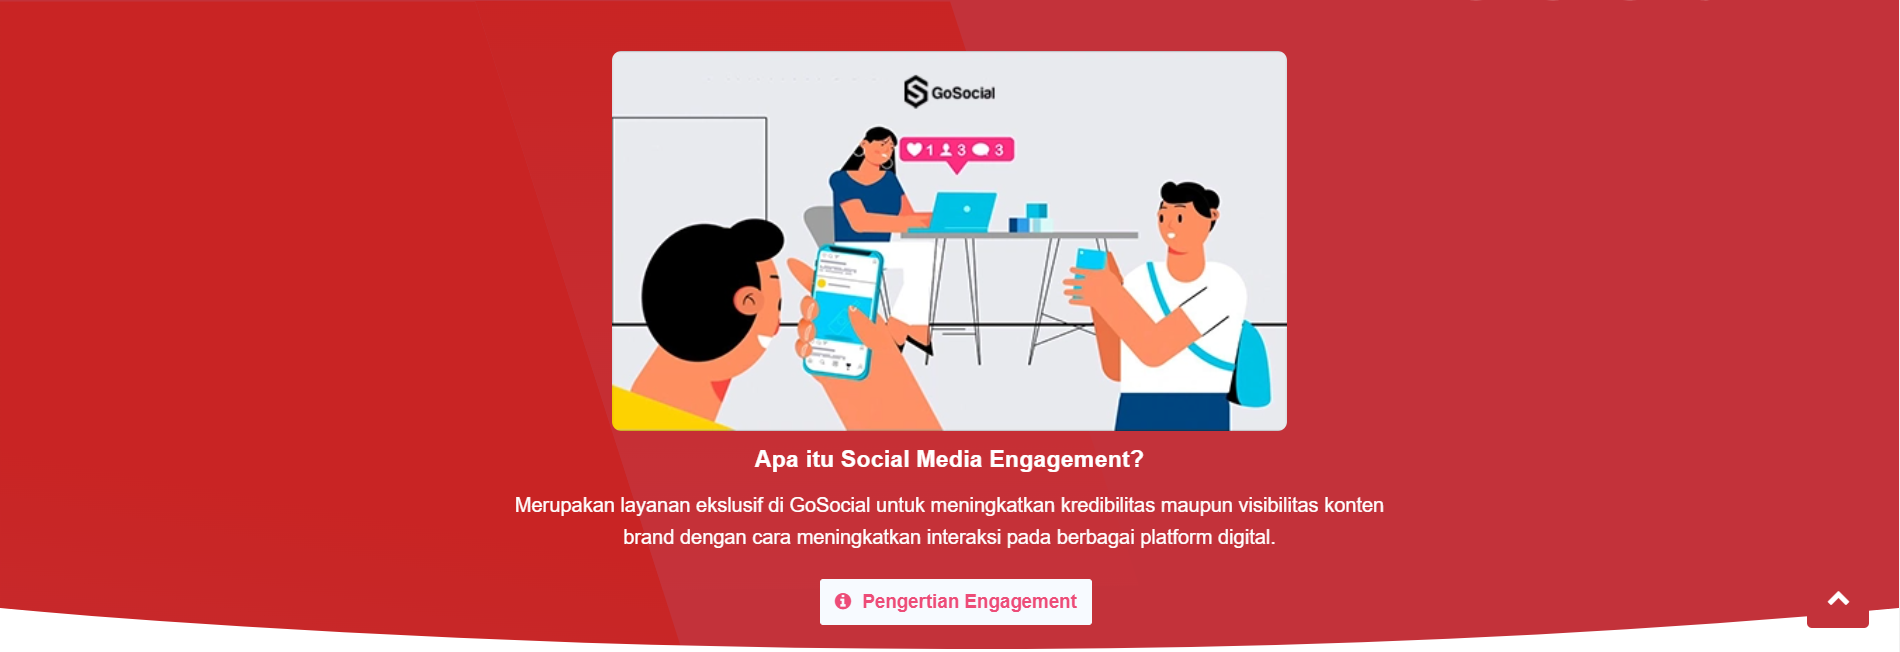 GoSocial
1 3 3
Apa itu Social Media Engagement?
Merupakan layanan ekslusif di GoSocial untuk meningkatkan kredibilitas maupun visibilitas konten
brand dengan cara meningkatkan interaksi pada berbagai platform digital.
Pengertian Engagement